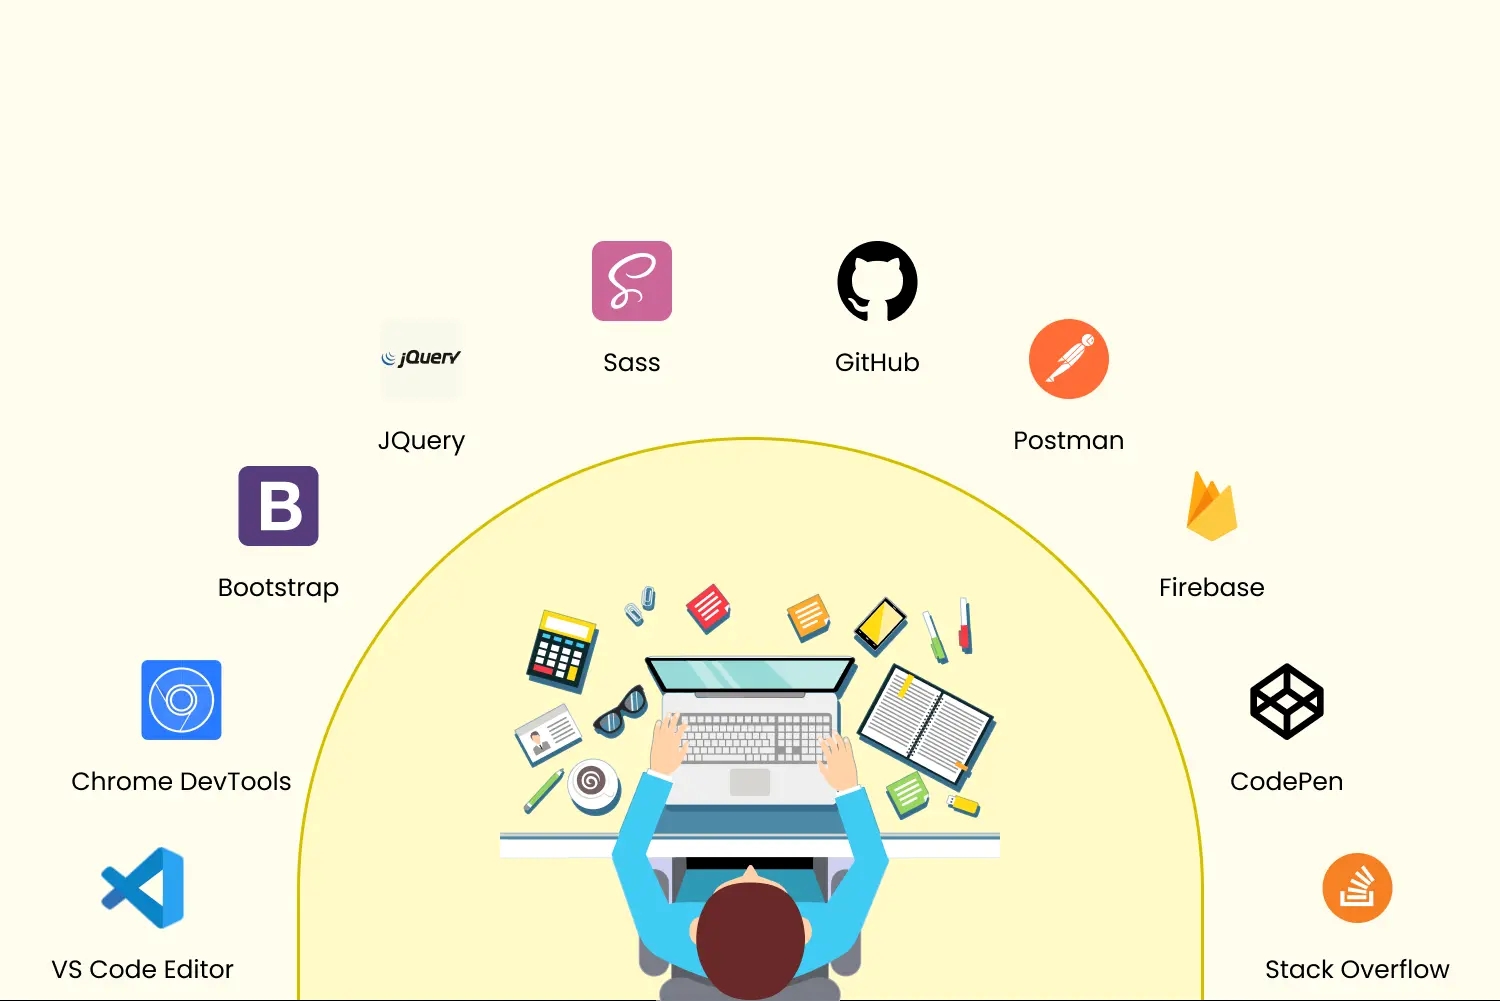 Sass
GitHub
jQuery
JQuery
Postman
B
Bootstrap
Firebase
Chrome DevTools
CodePen
VS Code Editor
Stack Overflow